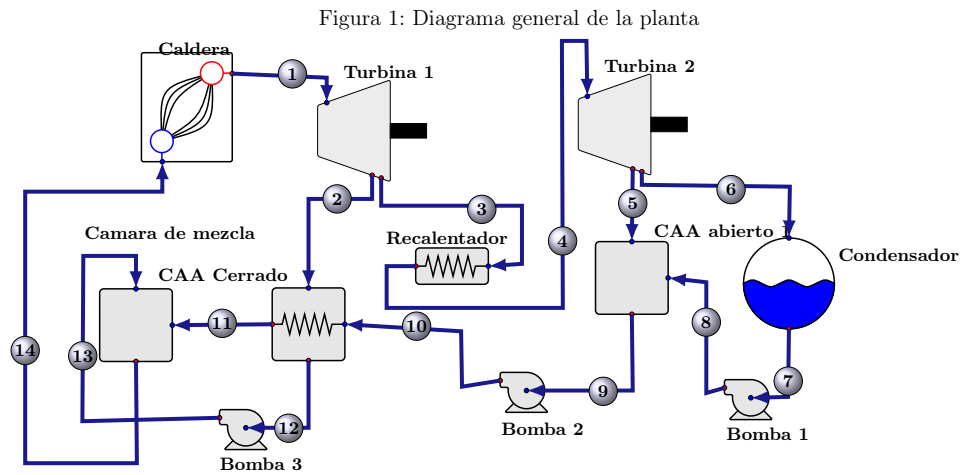 Figura 1: Diagrama general de la planta
Caldera
1
Turbina 1
Turbina 2
2
3
4
5
6
Camara de mezcla
CAA Cerrado
Recalentador
CAA abierto 1
Condensador
14
13
11
10
8
7
9
12
Bomba 3
Bomba 2
Bomba 1